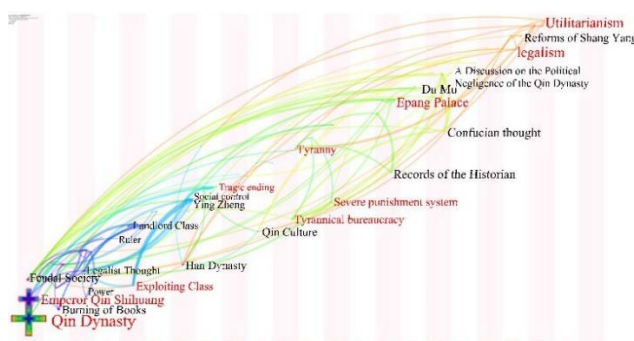 Utilitarianism
Reforms of Shang Yang
legalism
A Discussion on the Political
Negligence of the Qin Dynasty
Du Mu
Epang Palace
Confucian thought
Tyranny
Records of the Historian
Tragic ending
Social control
Ying Zheng
Severe punishment system
Tyrannical bureaucracy
Landlord Class
Qin Culture
Ruler
Han Dynasty
Legalist Thought
Feudal Society
Exploiting Class
Power
Emperor Qin Shihuang
Burning of Books
Qin Dynasty